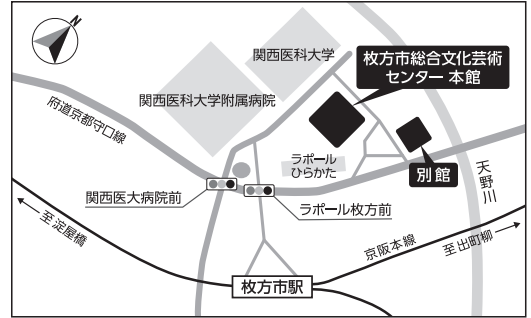 N
関西医科大学
枚方市総合文化芸術
センター 本館
関西医科大学附属病院
府道京都守口線
ラポール
ひらかた
別館
天野川
関西医大病院前
ラポール枚方前
至淀屋橋
京阪本線
至出町柳
枚方市駅